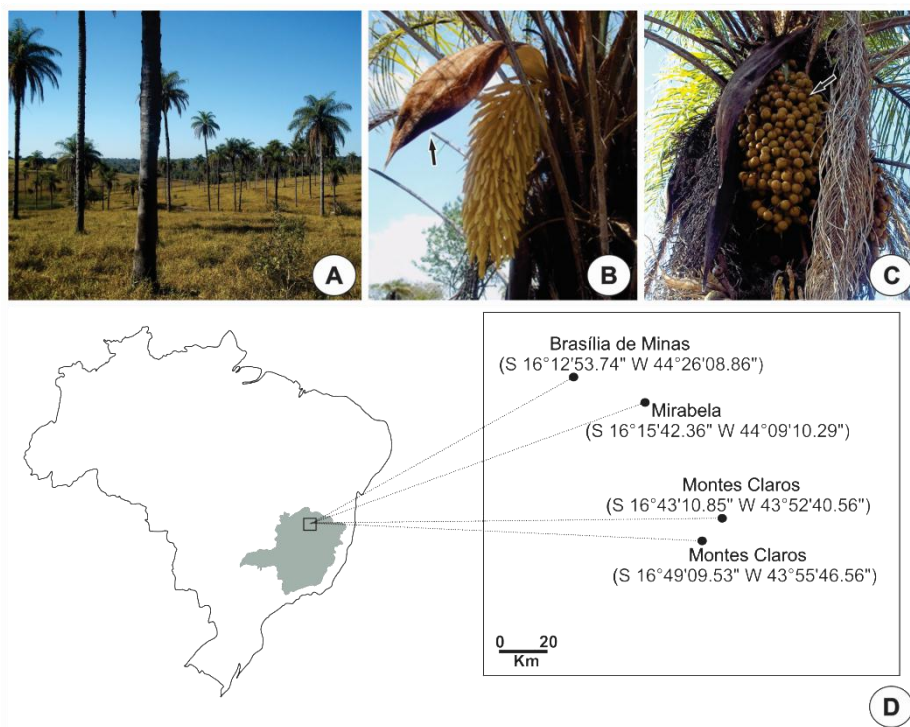 A
B
C
Brasília de Minas
(S 16°12'53.74" W 44°26'08.86")
Mirabela
(S 16°15'42.36" W 44°09'10.29")
Montes Claros
(S 16°43'10.85" W 43°52'40.56")
Montes Claros
(S 16°49'09.53" W 43°55'46.56")
0 20
Km
D